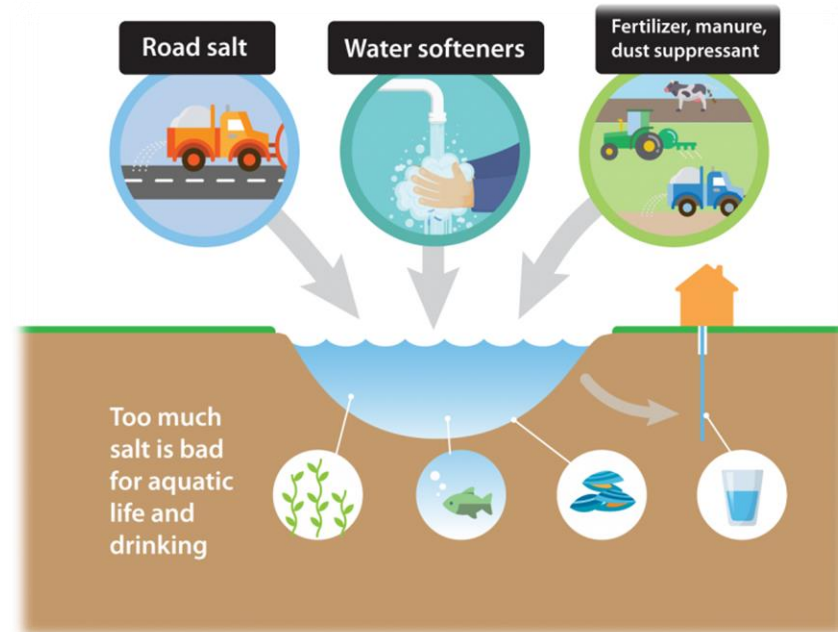 Road salt
Water softeners
Fertilizer, manure,
dust suppressant
Too much
salt is bad
for aquatic
life and
drinking